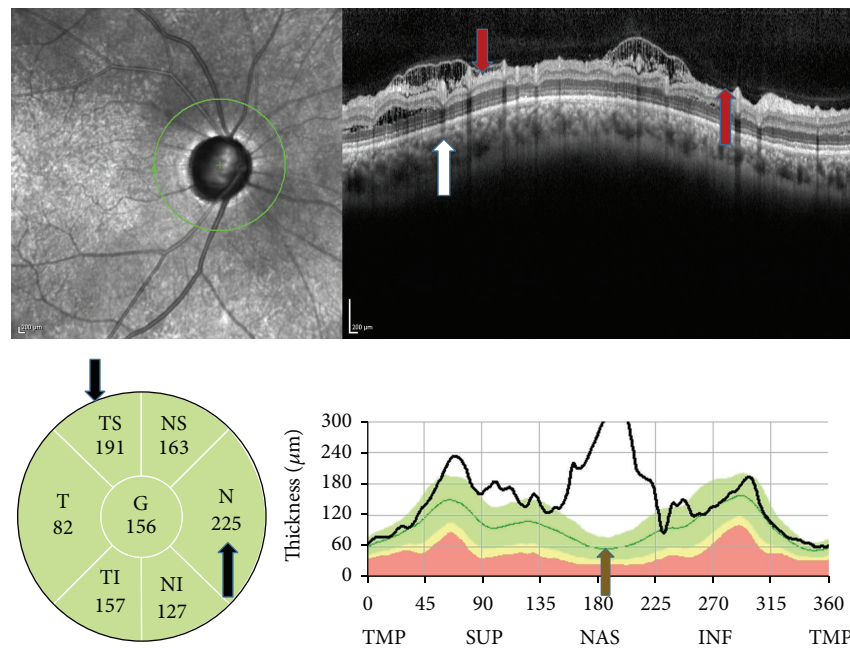 200 µm
200 µm
TS
191
NS
163
T
82
G
156
N
225
TI
157
NI
127
Thickness (µm)
300
240
180
120
60
0
0 45 90 135 180 225 270 315 360
TMP SUP NAS INF TMP